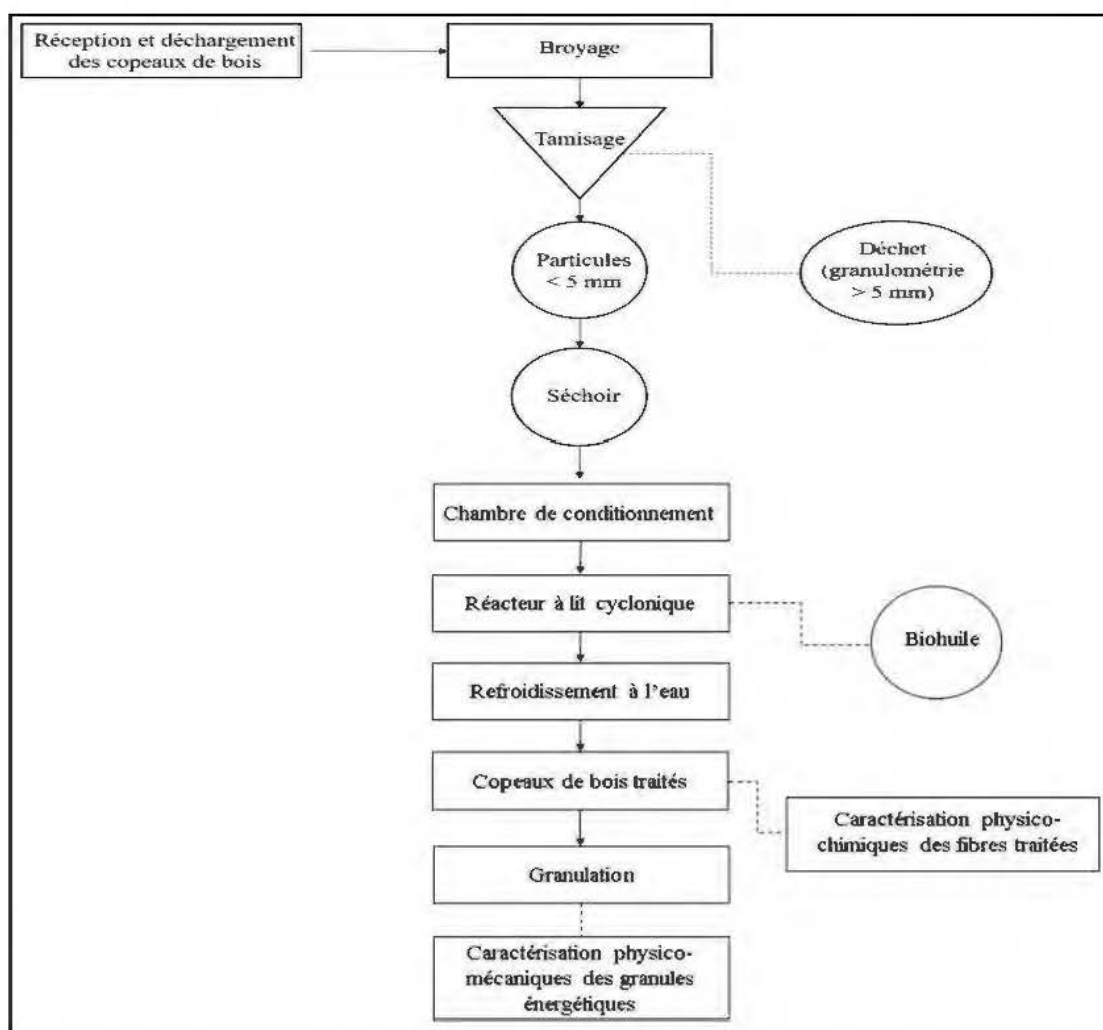 Réception et déchargement
des copeaux de bois
Broyage
Tamisage
Particules
< 5 mm
Déchet
(granulométrie
> 5 mm)
Séchoir
Chambre de conditionnement
Réacteur à lit cyclonique
Biohuile
Refroidissement à l'eau
Copeaux de bois traités
Caractérisation physico-
chimiques des fibres traitées
Granulation
Caractérisation physico-
mécaniques des granules
énergétiques